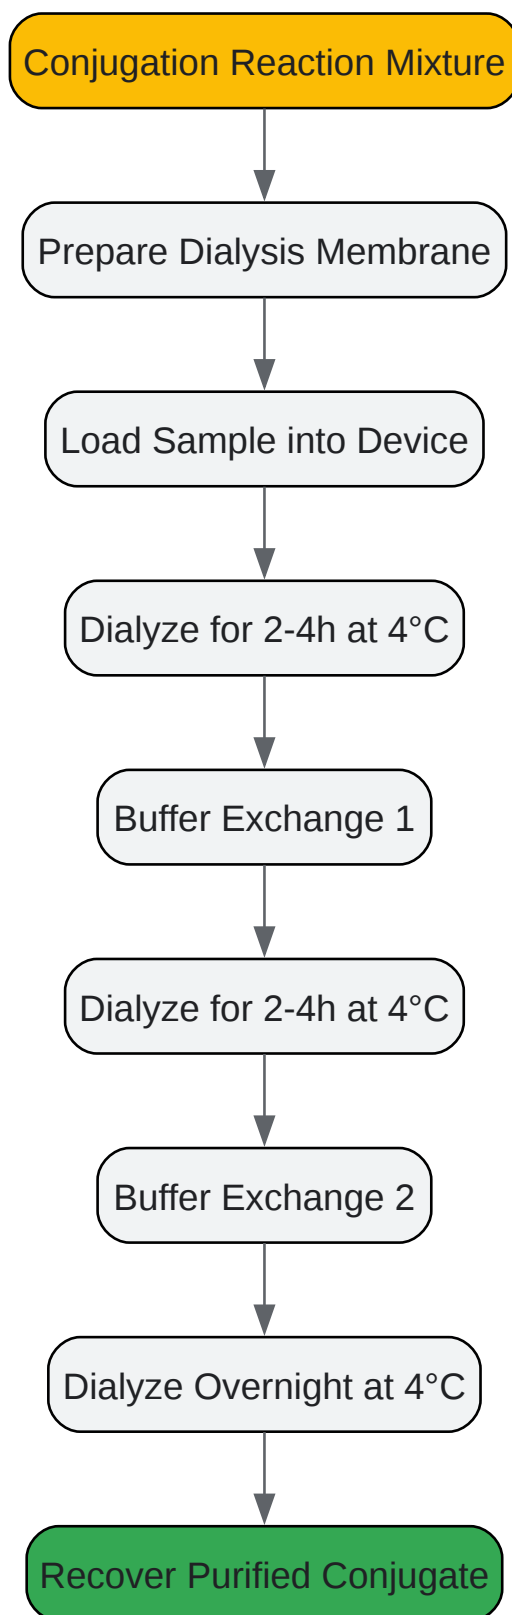 Conjugation Reaction Mixture
Prepare Dialysis Membrane
Load Sample into Device
Dialyze for 2-4h at 4°C
Buffer Exchange 1
Dialyze for 2-4h at 4°C
Buffer Exchange 2
Dialyze Overnight at 4°C
Recover Purified Conjugate